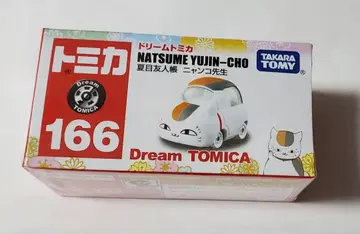 トミカ
ドリームトミカ
NATSUME YUJIN-CHO
夏目友人帳 ニャンコ先生
TAKARA
TOMY
Dream
TOMICA
166
Dream TOMICA